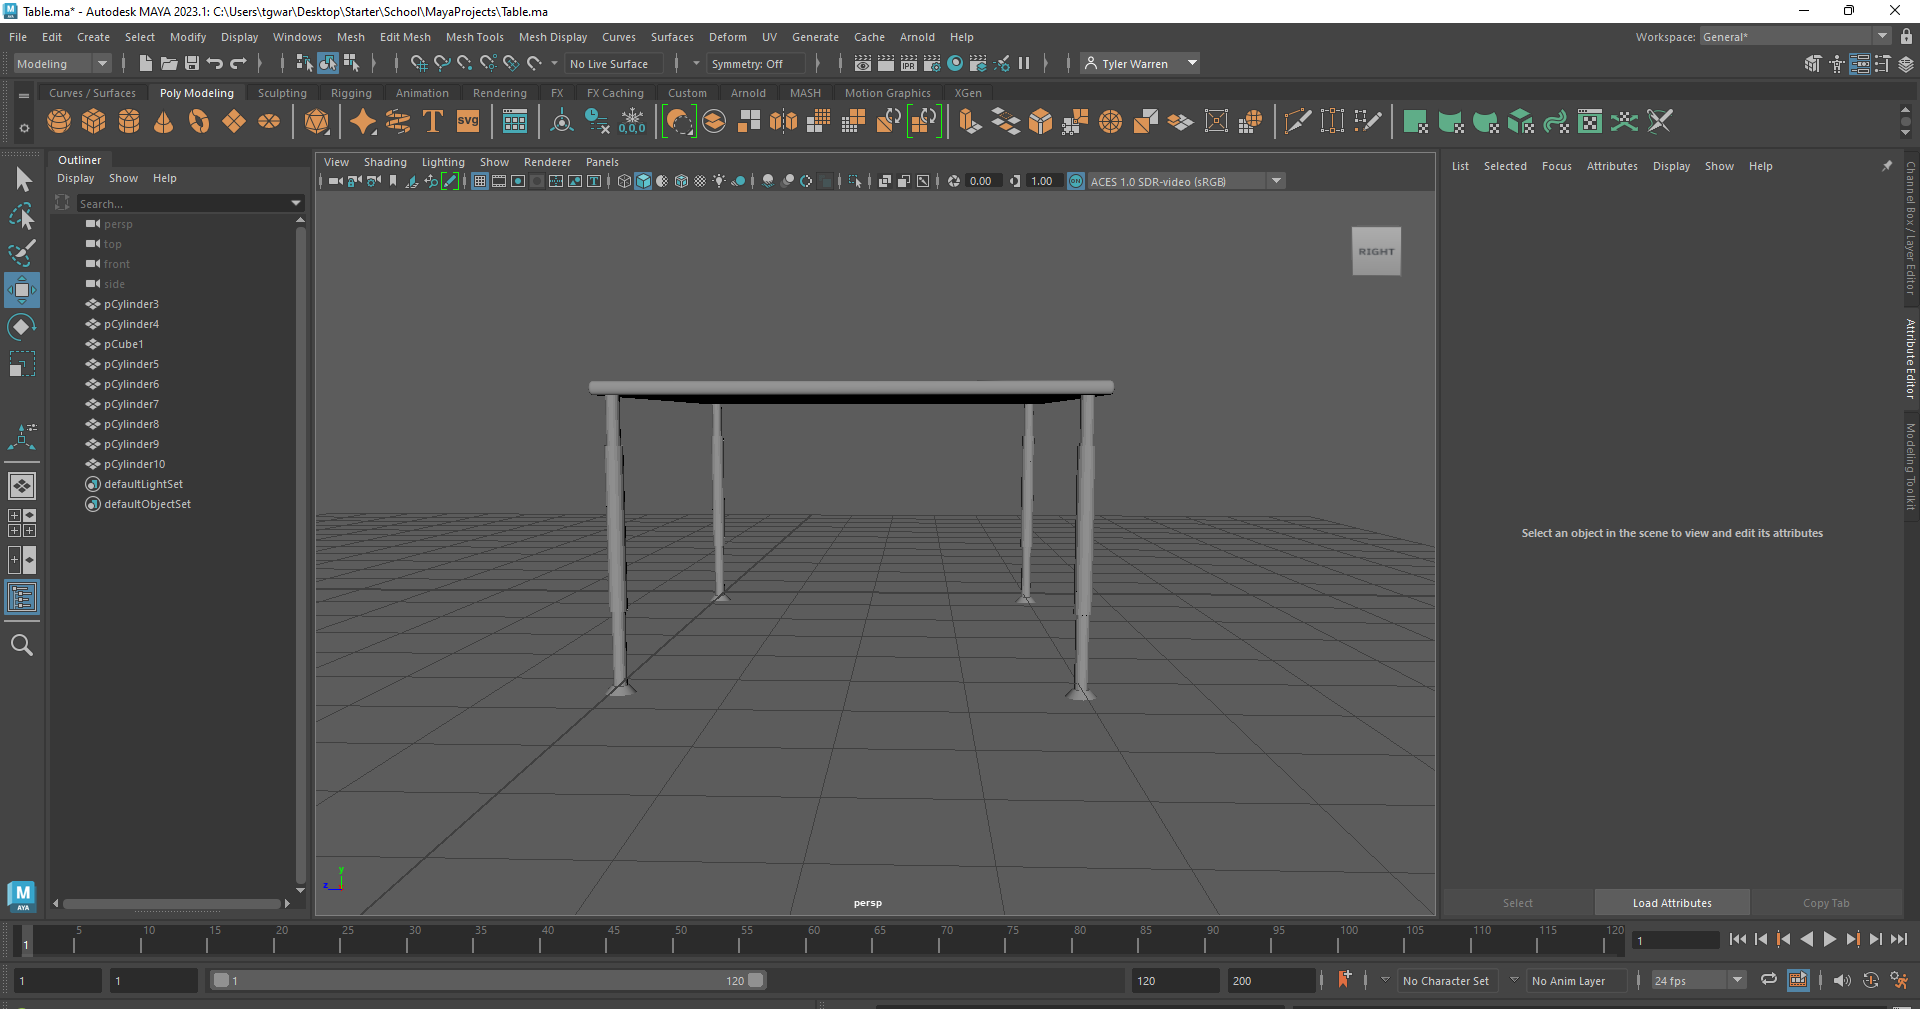 Table.ma* - Autodesk MAYA 2023.1: C:\Users\tgwar\Desktop\Starter\School\MayaProjects\Table.ma
File Edit Create Select Modify Display Windows Mesh Edit Mesh Mesh Tools Mesh Display Curves Surfaces Deform UV Generate Cache Arnold Help Workspace: General*
Modeling No Live Surface Symmetry: Off IPR Tyler Warren
Curves / Surfaces Poly Modeling Sculpting Rigging Animation Rendering FX FX Caching Custom Arnold MASH Motion Graphics XGen
T SVG 0,0,0
Outliner
Display Show Help
Search...
persp
top
front
side
pCylinder3
pCylinder4
pCube1
pCylinder5
pCylinder6
pCylinder7
pCylinder8
pCylinder9
pCylinder10
defaultLightSet
defaultObjectSet
View Shading Lighting Show Renderer Panels
0.00 1.00 ON ACES 1.0 SDR-video (sRGB)
RIGHT
y
z
persp
List Selected Focus Attributes Display Show Help
Select an object in the scene to view and edit its attributes
Select Load Attributes Copy Tab
Channel Box / Layer Editor
Attribute Editor
Modeling Toolkit
M
AYA
1 5 10 15 20 25 30 35 40 45 50 55 60 65 70 75 80 85 90 95 100 105 110 115 120 1
1 1 1 120 120 200 No Character Set No Anim Layer 24 fps